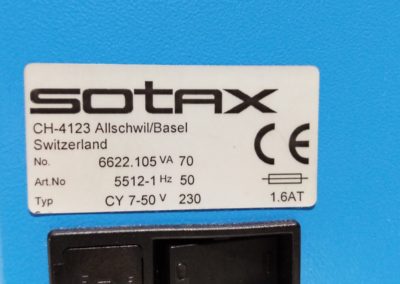 sotax
CH-4123 Allschwil/Basel
Switzerland
CE
No. 6622.105 VA 70
Art.No 5512-1 Hz 50
Typ CY 7-50 V 230
1.6AT